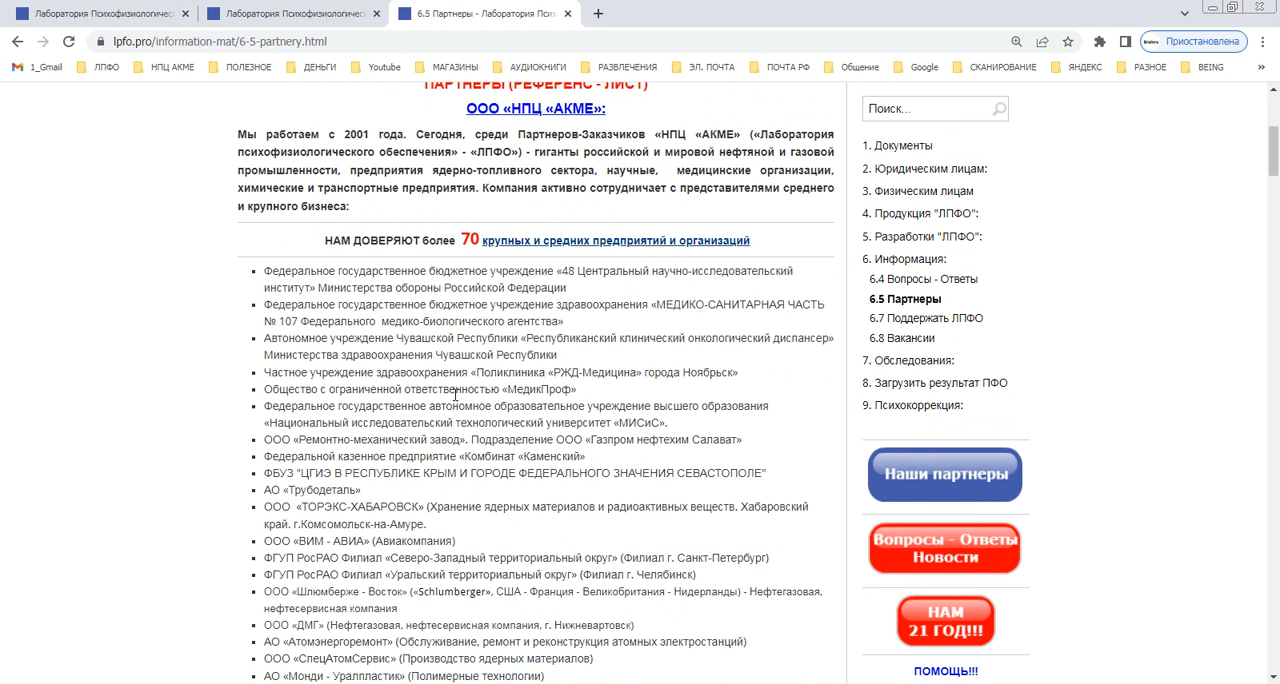 Лаборатория Психофизиологическ
Лаборатория Психофизиологическ
6.5 Партнеры - Лаборатория Психо
lpfo.pro/information-mat/6-5-partnery.html
Приостановлена
1_Gmail
ЛПФО
НПЦ АКМЕ
ПОЛЕЗНОЕ
ДЕНЬГИ
Youtube
МАГАЗИНЫ
АУДИОКНИГИ
РАЗВЛЕЧЕНИЯ
ЭЛ. ПОЧТА
ПОЧТА РФ
Общение
Google
СКАНИРОВАНИЕ
ЯНДЕКС
РАЗНОЕ
BEING
»
ПАРТНЕРЫ (РЕФЕРЕНС - ЛИСТ)
ООО «НПЦ «АКМЕ»:
Мы работаем с 2001 года. Сегодня, среди Партнеров-Заказчиков «НПЦ «АКМЕ» («Лаборатория
психофизиологического обеспечения» - «ЛПФО») - гиганты российской и мировой нефтяной и газовой
промышленности, предприятия ядерно-топливного сектора, научные, медицинские организации,
химические и транспортные предприятия. Компания активно сотрудничает с представителями среднего
и крупного бизнеса:
НАМ ДОВЕРЯЮТ более 70 крупных и средних предприятий и организаций
Федеральное государственное бюджетное учреждение «48 Центральный научно-исследовательский
институт» Министерства обороны Российской Федерации
Федеральное государственное бюджетное учреждение здравоохранения «МЕДИКО-САНИТАРНАЯ ЧАСТЬ
№ 107 Федерального медико-биологического агентства»
Автономное учреждение Чувашской Республики «Республиканский клинический онкологический диспансер»
Министерства здравоохранения Чувашской Республики
Частное учреждение здравоохранения «Поликлиника «РЖД-Медицина» города Ноябрьск»
Общество с ограниченной ответственностью «МедикПроф»
Федеральное государственное автономное образовательное учреждение высшего образования
«Национальный исследовательский технологический университет «МИСиС».
ООО «Ремонтно-механический завод». Подразделение ООО «Газпром нефтехим Салават»
Федеральной казенное предприятие «Комбинат «Каменский»
ФБУЗ "ЦГИЭ В РЕСПУБЛИКЕ КРЫМ И ГОРОДЕ ФЕДЕРАЛЬНОГО ЗНАЧЕНИЯ СЕВАСТОПОЛЕ"
АО «Трубодеталь»
ООО «ТОРЭКС-ХАБАРОВСК» (Хранение ядерных материалов и радиоактивных веществ. Хабаровский
край. г.Комсомольск-на-Амуре.
ООО «ВИМ - АВИА» (Авиакомпания)
ФГУП РосРАО Филиал «Северо-Западный территориальный округ» (Филиал г. Санкт-Петербург)
ФГУП РосРАО Филиал «Уральский территориальный округ» (Филиал г. Челябинск)
ООО «Шлюмберже - Восток» («Schlumberger», США - Франция - Великобритания - Нидерланды) - Нефтегазовая,
нефтесервисная компания
ООО «ДМГ» (Нефтегазовая, нефтесервисная компания, г. Нижневартовск)
АО «Атомэнергоремонт» (Обслуживание, ремонт и реконструкция атомных электростанций)
ООО «СпецАтомСервис» (Производство ядерных материалов)
АО «Монди - Уралпластик» (Полимерные технологии)
Поиск...
1. Документы
2. Юридическим лицам:
3. Физическим лицам
4. Продукция "ЛПФО":
5. Разработки "ЛПФО":
6. Информация:
6.4 Вопросы - Ответы
6.5 Партнеры
6.7 Поддержать ЛПФО
6.8 Вакансии
7. Обследования:
8. Загрузить результат ПФО
9. Психокоррекция:
Наши партнеры
Вопросы - Ответы
Новости
НАМ
21 ГОД!!!
ПОМОЩЬ!!!